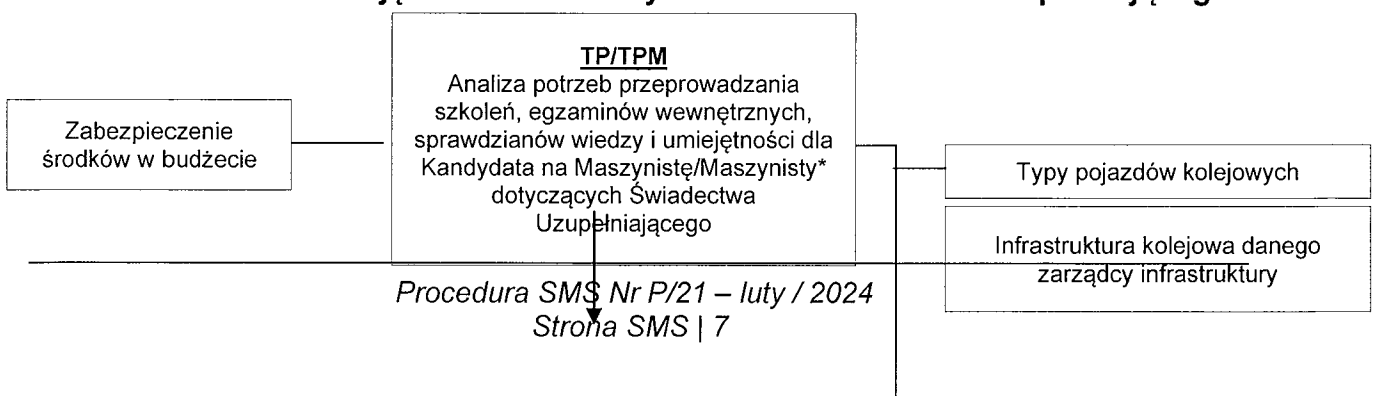 TP/TPM
Analiza potrzeb przeprowadzania
szkoleń, egzaminów wewnętrznych,
sprawdzianów wiedzy i umiejętności dla
Kandydata na Maszynistę/Maszynisty*
dotyczących Świadectwa
Uzupełniającego
Zabezpieczenie
środków w budżecie
Typy pojazdów kolejowych
Infrastruktura kolejowa danego
zarządcy infrastruktury
Procedura SMS Nr P/21 – luty / 2024
Strona SMS | 7